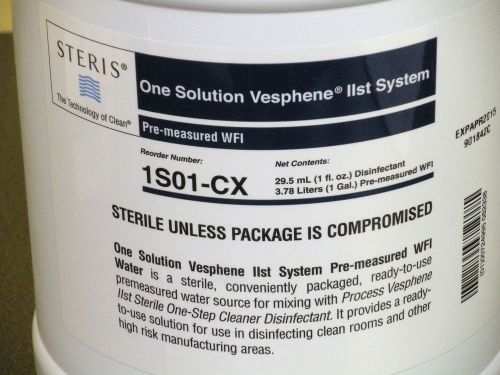 STERIS®
The Technology of Clean®
One Solution Vesphene® IIst System
Pre-measured WFI
Reorder Number:
1S01-CX
Net Contents:
29.5 mL (1 fl. oz.) Disinfectant
3.78 Liters (1 Gal.) Pre-measured WFI
EXPAPR2015
901842C
STERILE UNLESS PACKAGE IS COMPROMISED
One Solution Vesphene IIst System Pre-measured WFI
Water is a sterile, conveniently packaged, ready-to-use
premeasured water source for mixing with Process Vesphene
IIst Sterile One-Step Cleaner Disinfectant. It provides a ready-
to-use solution for use in disinfecting clean rooms and other
high risk manufacturing areas.